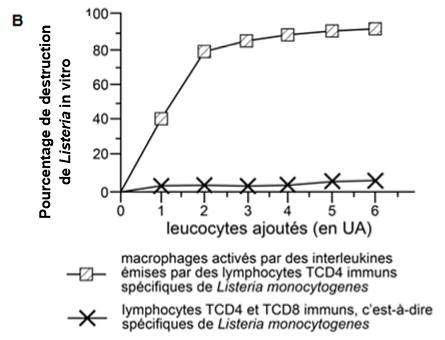 B
Pourcentage de destruction
de Listeria in vitro
100
80
60
40
20
0
0 1 2 3 4 5 6
leucocytes ajoutés (en UA)
macrophages activés par des interleukines
émises par des lymphocytes TCD4 immuns
spécifiques de Listeria monocytogenes
lymphocytes TCD4 et TCD8 immuns, c'est-à-dire
spécifiques de Listeria monocytogenes